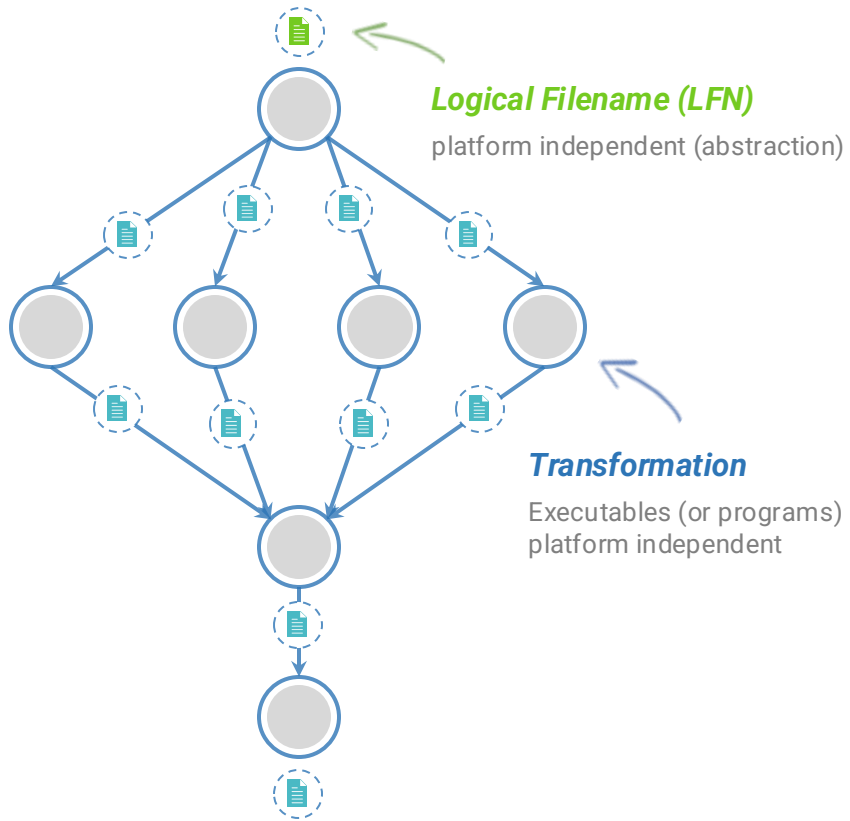 Logical Filename (LFN)
platform independent (abstraction)
Transformation
Executables (or programs)
platform independent